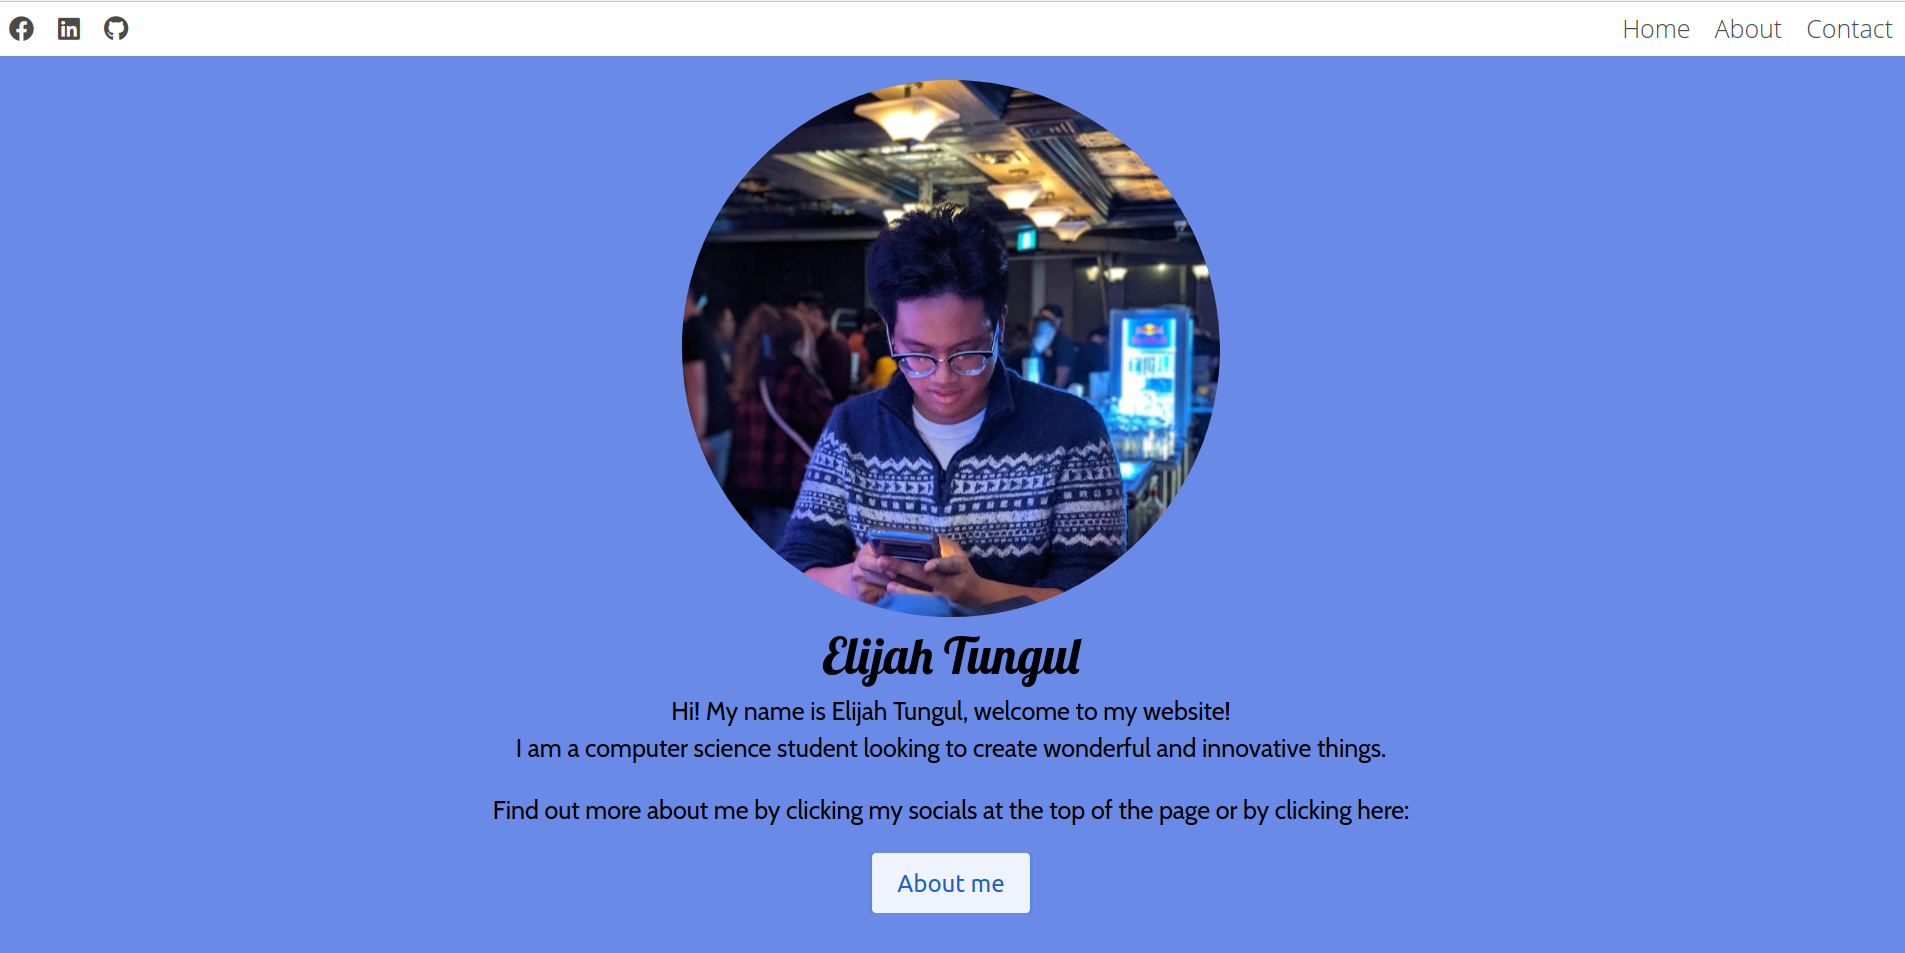 Home About Contact
Elijah Tungul
Hi! My name is Elijah Tungul, welcome to my website!
I am a computer science student looking to create wonderful and innovative things.
Find out more about me by clicking my socials at the top of the page or by clicking here:
About me